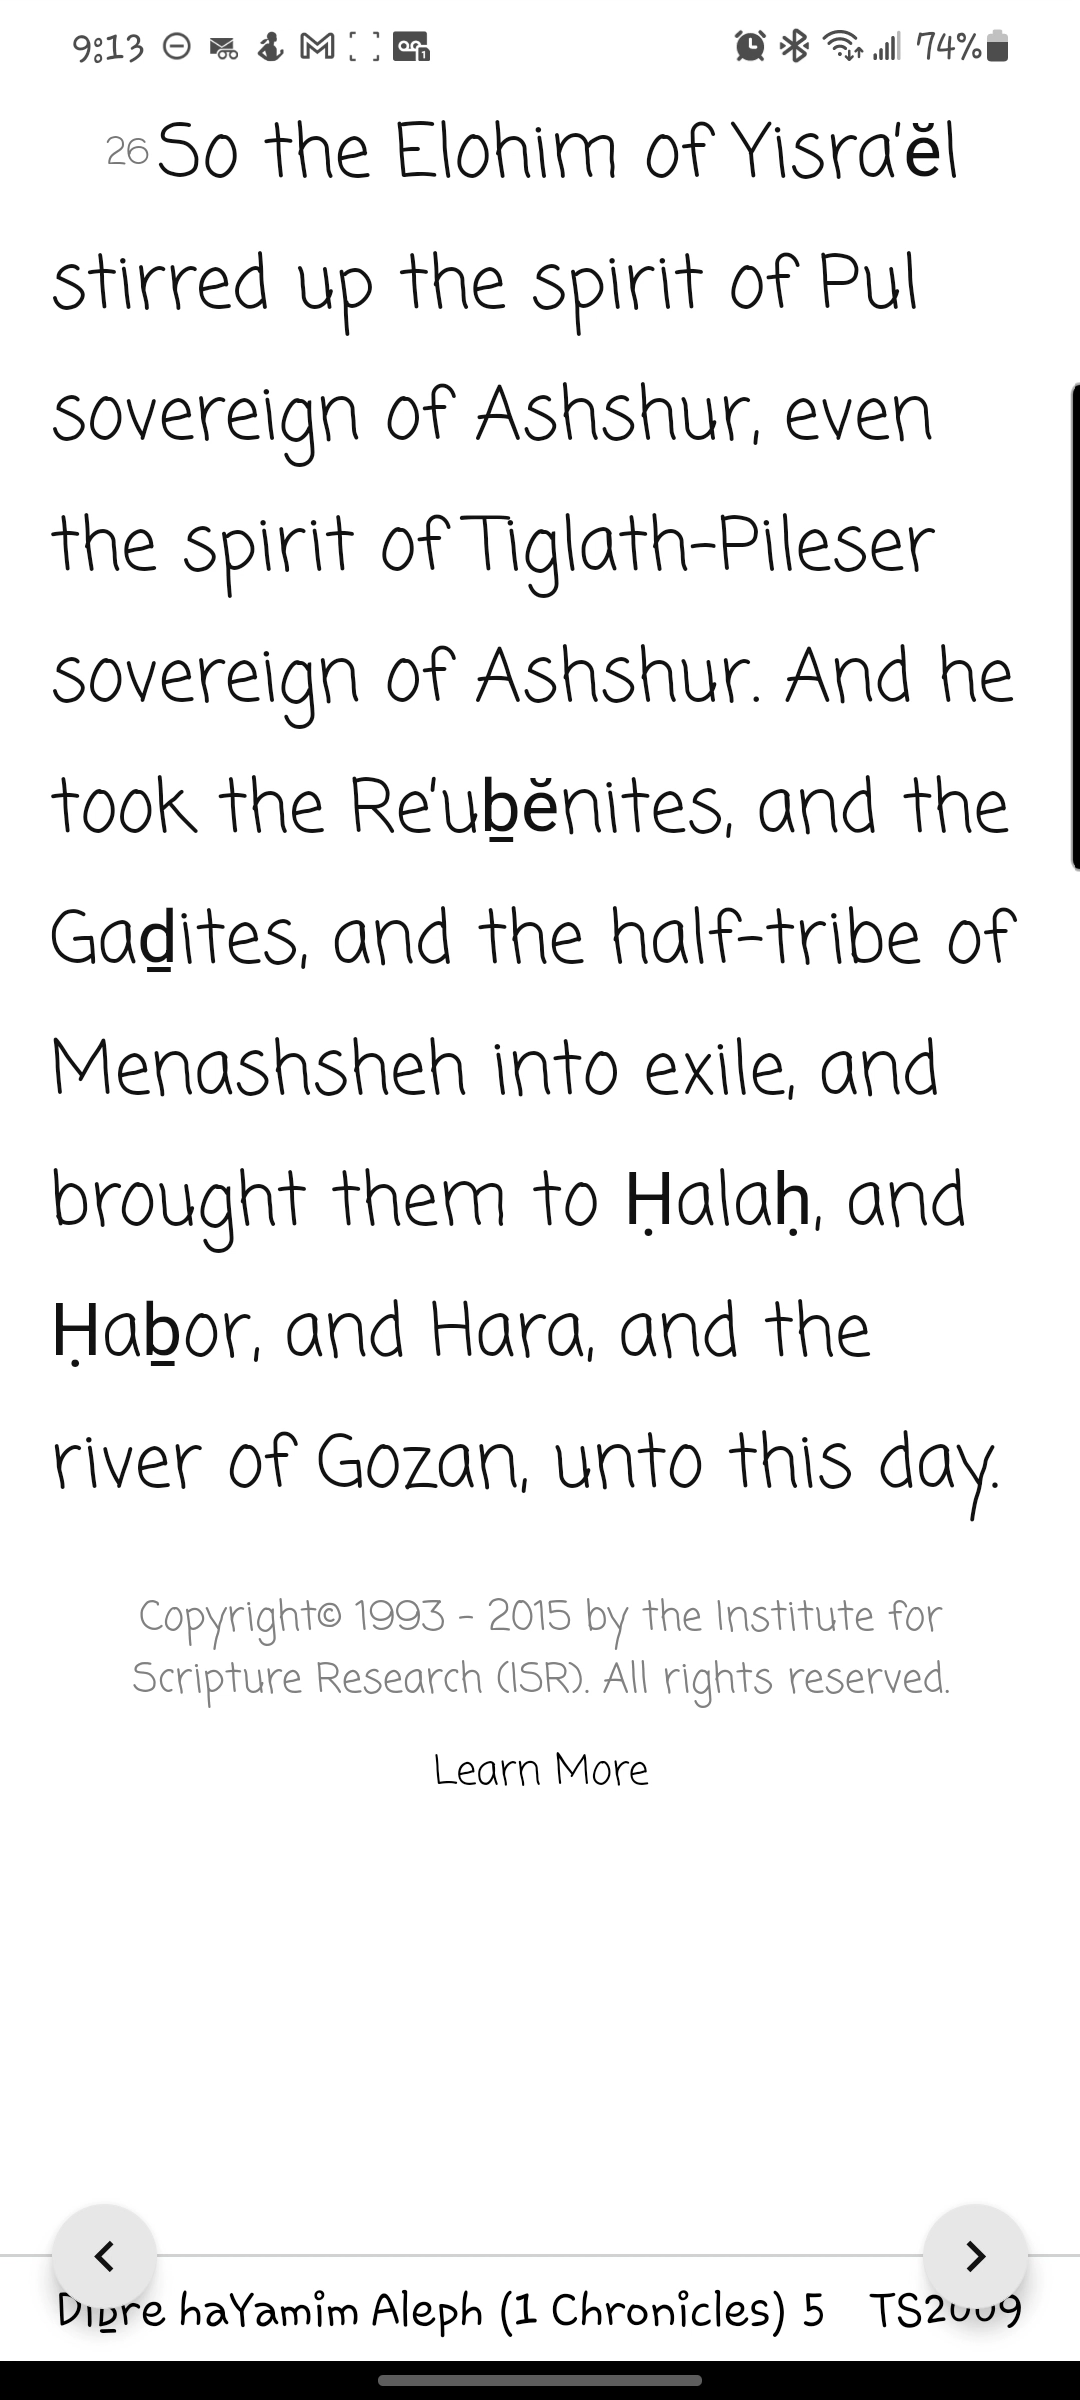 9:13 74%
26 So the Elohim of Yisra'ĕl
stirred up the spirit of Pul
sovereign of Ashshur, even
the spirit of Tiglath-Pileser
sovereign of Ashshur. And he
took the Re'uḇĕnites, and the
Gaḏites, and the half-tribe of
Menashsheh into exile, and
brought them to Ḥalaḥ, and
Ḥaḇor, and Hara, and the
river of Gozan, unto this day.
Copyright© 1993 - 2015 by the Institute for
Scripture Research (ISR). All rights reserved.
Learn More
Diḇre haYamim Aleph (1 Chronicles) 5 TS2009